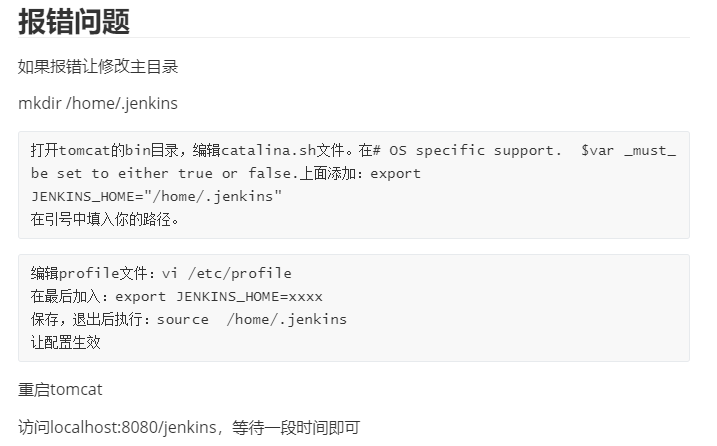 报错问题
如果报错让修改主目录
mkdir /home/.jenkins
打开tomcat的bin目录，编辑catalina.sh文件。在# OS specific support.  $var _must_
be set to either true or false.上面添加：export
JENKINS_HOME="/home/.jenkins"
在引号中填入你的路径。
编辑profile文件：vi /etc/profile
在最后加入：export JENKINS_HOME=xxxx
保存，退出后执行：source  /home/.jenkins
让配置生效
重启tomcat
访问localhost:8080/jenkins，等待一段时间即可